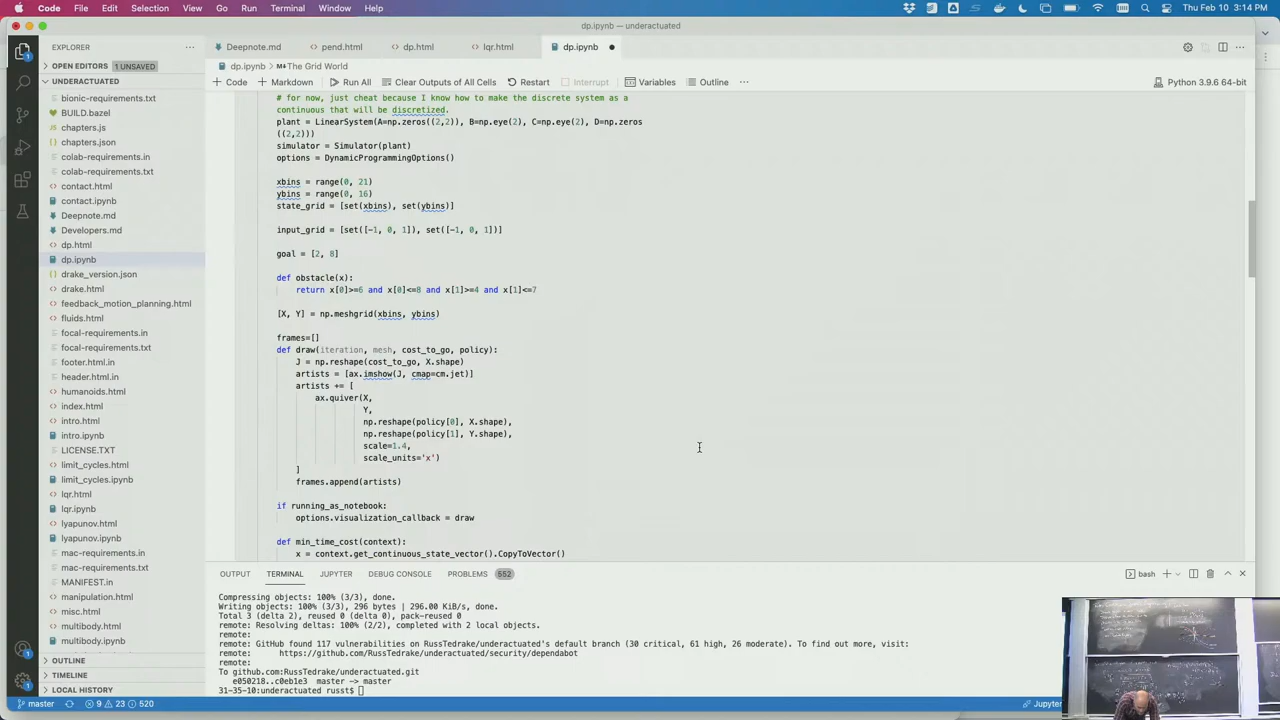 Code File Edit Selection View Go Run Terminal Window Help
Thu Feb 10 3:14 PM
dp.ipynb — underactuated
EXPLORER
OPEN EDITORS 1 UNSAVED
UNDERACTUATED
bionic-requirements.txt
BUILD.bazel
chapters.js
chapters.json
colab-requirements.in
colab-requirements.txt
contact.html
contact.ipynb
Deepnote.md
Developers.md
dp.html
dp.ipynb
drake_version.json
drake.html
feedback_motion_planning.html
fluids.html
focal-requirements.in
focal-requirements.txt
footer.html.in
header.html.in
humanoids.html
index.html
intro.html
intro.ipynb
LICENSE.TXT
limit_cycles.html
limit_cycles.ipynb
lqr.html
lqr.ipynb
lyapunov.html
lyapunov.ipynb
mac-requirements.in
mac-requirements.txt
MANIFEST.in
manipulation.html
misc.html
multibody.html
multibody.ipynb
OUTLINE
TIMELINE
LOCAL HISTORY
Deepnote.md pend.html dp.html lqr.html dp.ipynb
dp.ipynb > The Grid World
+ Code + Markdown Run All Clear Outputs of All Cells Restart Interrupt Variables Outline ... Python 3.9.6 64-bit
# for now, just cheat because I know how to make the discrete system as a
continuous that will be discretized.
plant = LinearSystem(A=np.zeros((2,2)), B=np.eye(2), C=np.eye(2), D=np.zeros
((2,2)))
simulator = Simulator(plant)
options = DynamicProgrammingOptions()
xbins = range(0, 21)
ybins = range(0, 16)
state_grid = [set(xbins), set(ybins)]
input_grid = [set([-1, 0, 1]), set([-1, 0, 1])]
goal = [2, 8]
def obstacle(x):
return x[0]>=6 and x[0]<=8 and x[1]>=4 and x[1]<=7
[X, Y] = np.meshgrid(xbins, ybins)
frames=[]
def draw(iteration, mesh, cost_to_go, policy):
J = np.reshape(cost_to_go, X.shape)
artists = [ax.imshow(J, cmap=cm.jet)]
artists += [
ax.quiver(X,
Y,
np.reshape(policy[0], X.shape),
np.reshape(policy[1], Y.shape),
scale=1.4,
scale_units='x')
]
frames.append(artists)
if running_as_notebook:
options.visualization_callback = draw
def min_time_cost(context):
x = context.get_continuous_state_vector().CopyToVector()
OUTPUT TERMINAL JUPYTER DEBUG CONSOLE PROBLEMS 552
bash
Compressing objects: 100% (3/3), done.
Writing objects: 100% (3/3), 296 bytes | 296.00 KiB/s, done.
Total 3 (delta 2), reused 0 (delta 0), pack-reused 0
remote: Resolving deltas: 100% (2/2), completed with 2 local objects.
remote:
remote: GitHub found 117 vulnerabilities on RussTedrake/underactuated's default branch (30 critical, 61 high, 26 moderate). To find out more, visit:
remote: https://github.com/RussTedrake/underactuated/security/dependabot
remote:
To github.com:RussTedrake/underactuated.git
e050218..c0eb1e3 master -> master
31-35-10:underactuated russt$
master 9 23 520
Jupyter